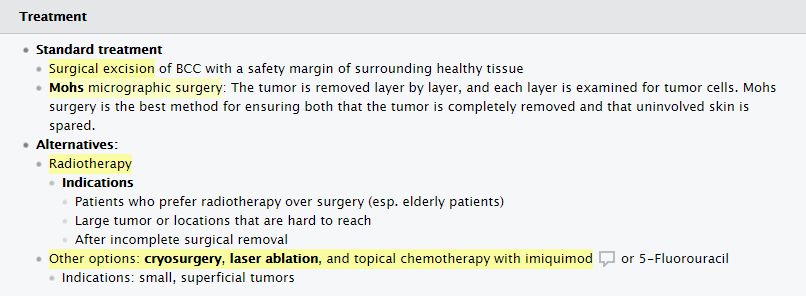 Treatment
Standard treatment
Surgical excision of BCC with a safety margin of surrounding healthy tissue
Mohs micrographic surgery: The tumor is removed layer by layer, and each layer is examined for tumor cells. Mohs
surgery is the best method for ensuring both that the tumor is completely removed and that uninvolved skin is
spared.
Alternatives:
Radiotherapy
Indications
Patients who prefer radiotherapy over surgery (esp. elderly patients)
Large tumor or locations that are hard to reach
After incomplete surgical removal
Other options: cryosurgery, laser ablation, and topical chemotherapy with imiquimod or 5-Fluorouracil
Indications: small, superficial tumors